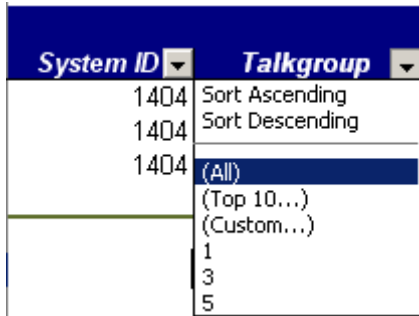 System ID Talkgroup
1404 Sort Ascending
1404 Sort Descending
1404 (All)
(Top 10...)
(Custom...)
1
3
5